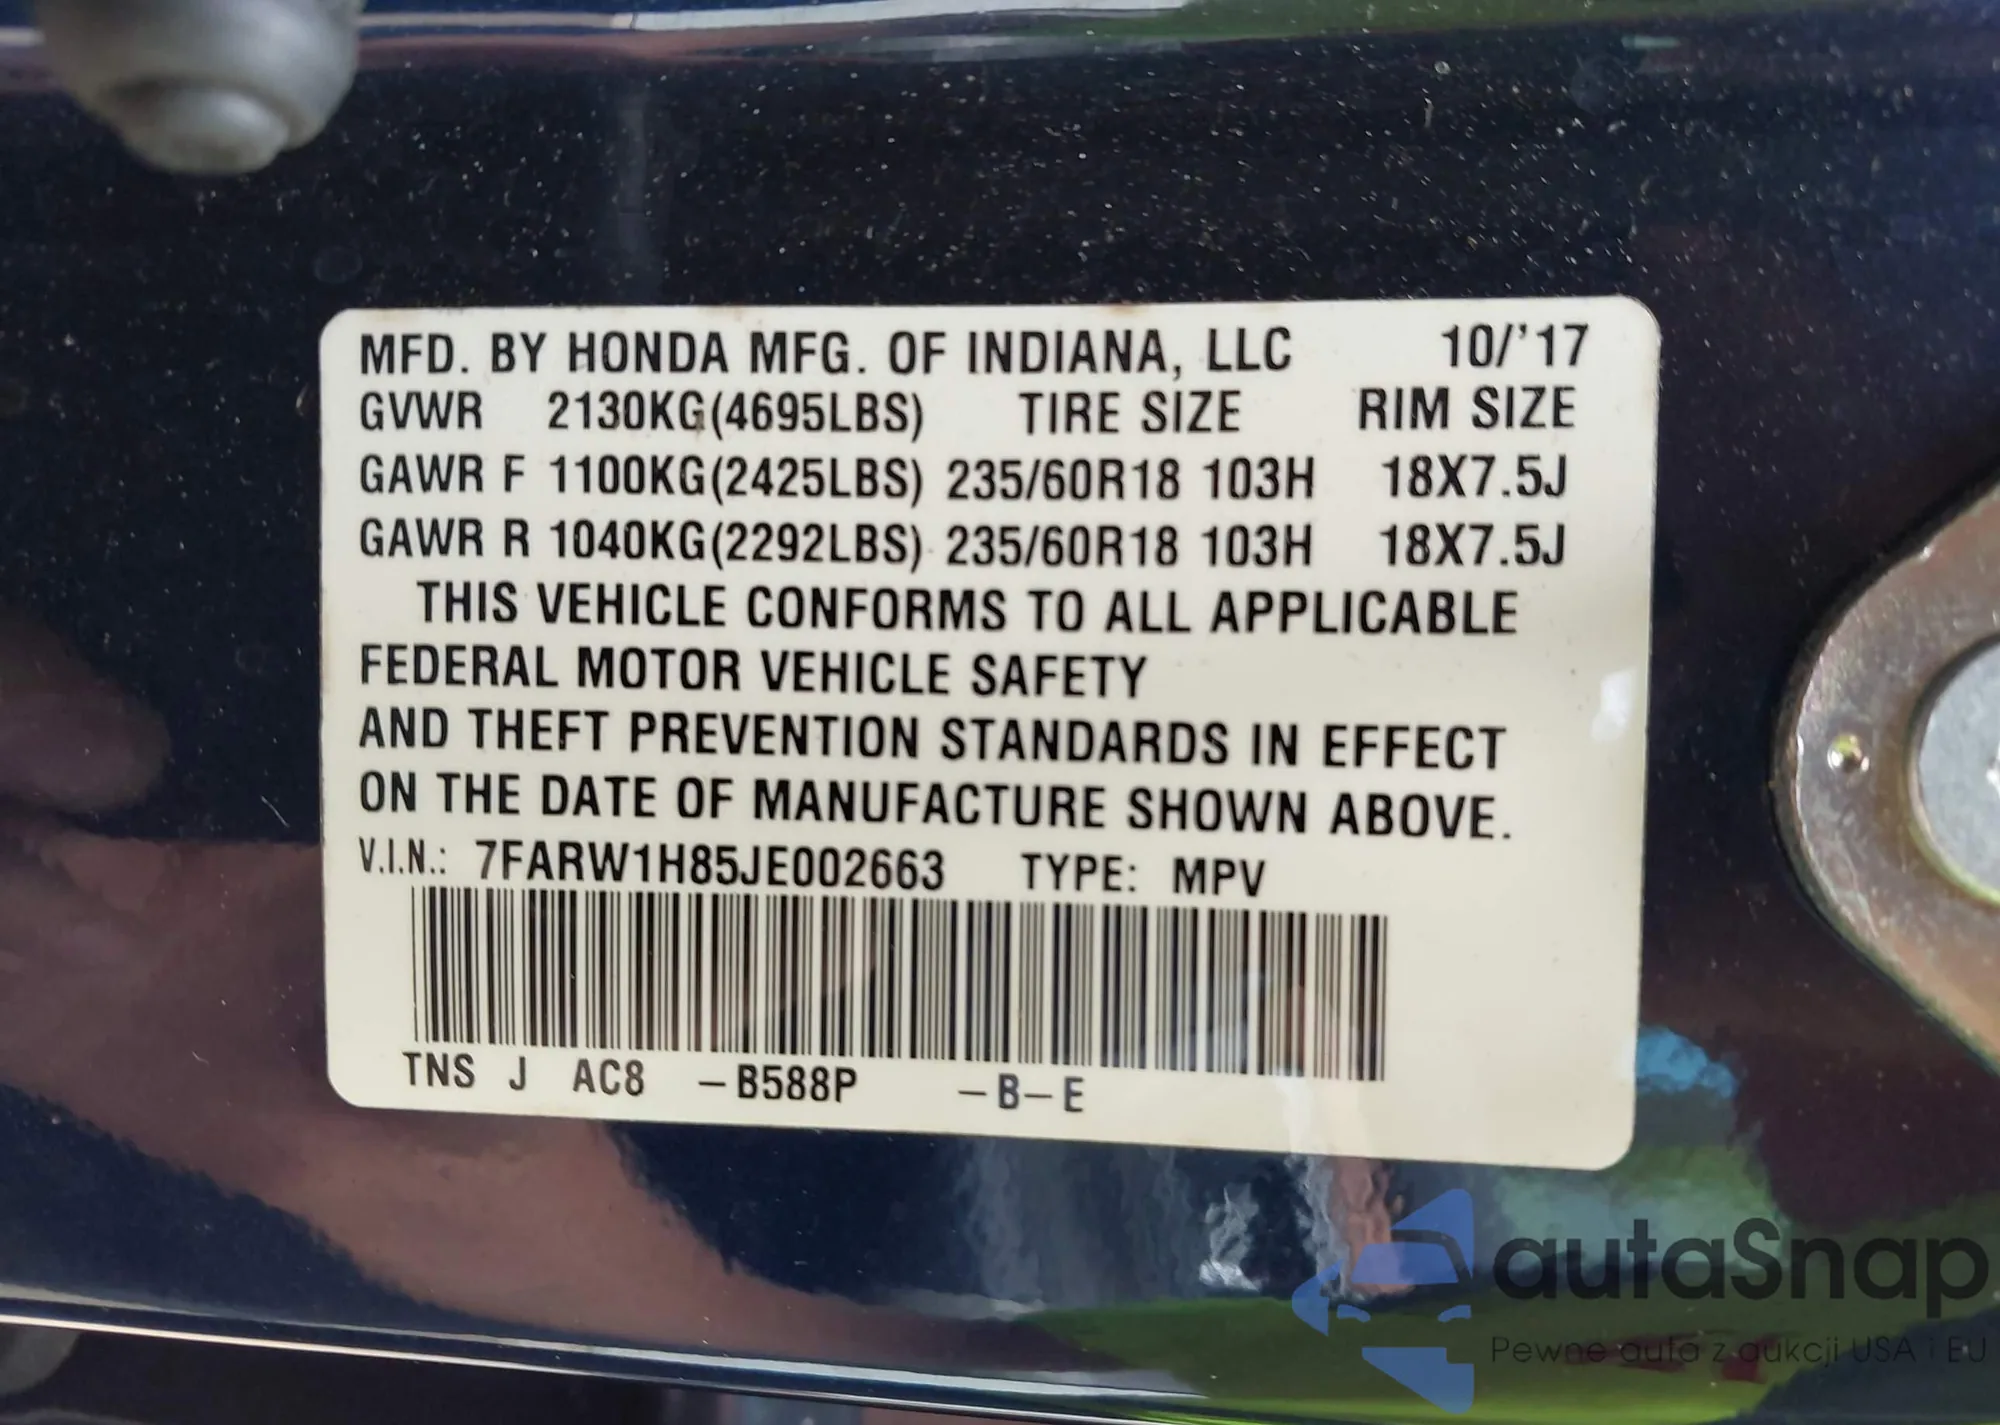 MFD. BY HONDA MFG. OF INDIANA, LLC 10/'17
GVWR 2130KG(4695LBS) TIRE SIZE RIM SIZE
GAWR F 1100KG(2425LBS) 235/60R18 103H 18X7.5J
GAWR R 1040KG(2292LBS) 235/60R18 103H 18X7.5J
THIS VEHICLE CONFORMS TO ALL APPLICABLE
FEDERAL MOTOR VEHICLE SAFETY
AND THEFT PREVENTION STANDARDS IN EFFECT
ON THE DATE OF MANUFACTURE SHOWN ABOVE.
V.I.N.: 7FARW1H85JE002663 TYPE: MPV
TNS J AC8 -B588P -B-E
autaSnap
Pewne auta z aukcji USA i EU